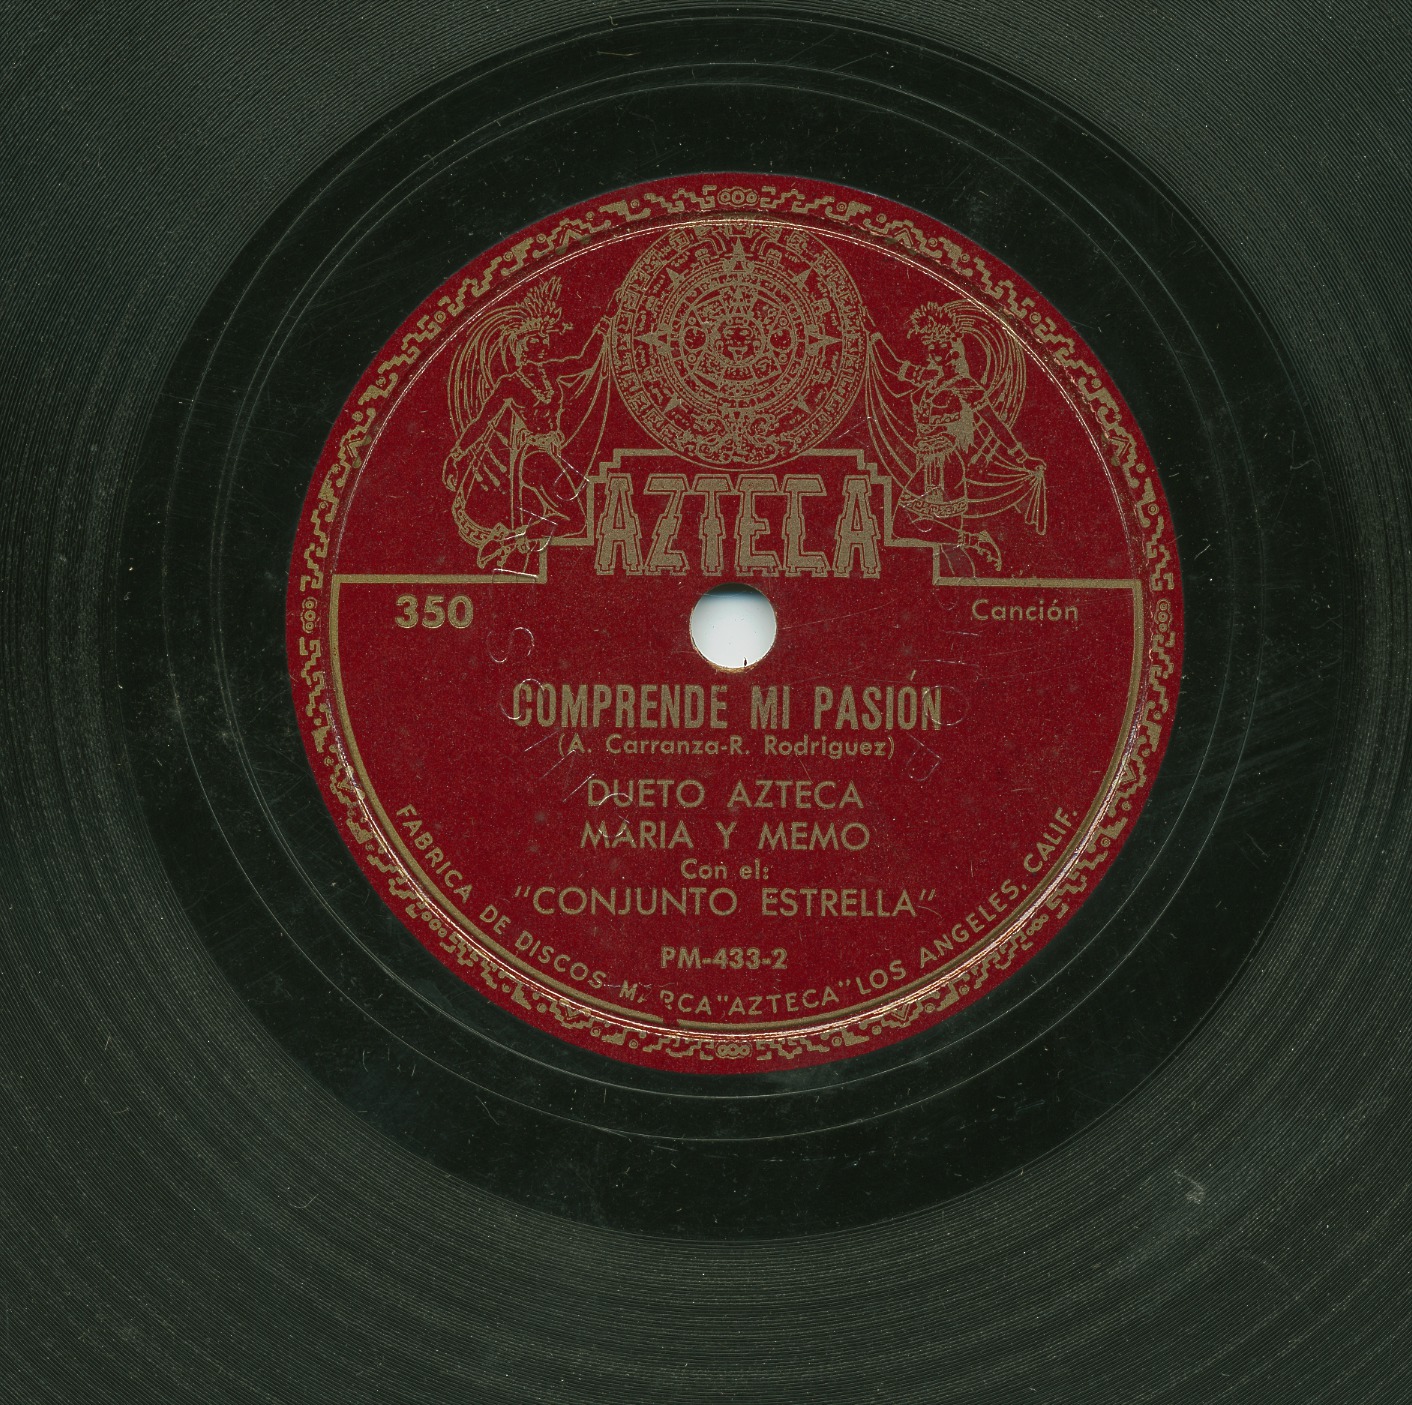 AZTECA
350
Canción
COMPRENDE MI PASIÓN
(A. Carranza-R. Rodriguez)
DUETO AZTECA
MARIA Y MEMO
Con el:
"CONJUNTO ESTRELLA"
PM-433-2
FABRICA DE DISCOS MARCA "AZTECA" LOS ANGELES, CALIF.